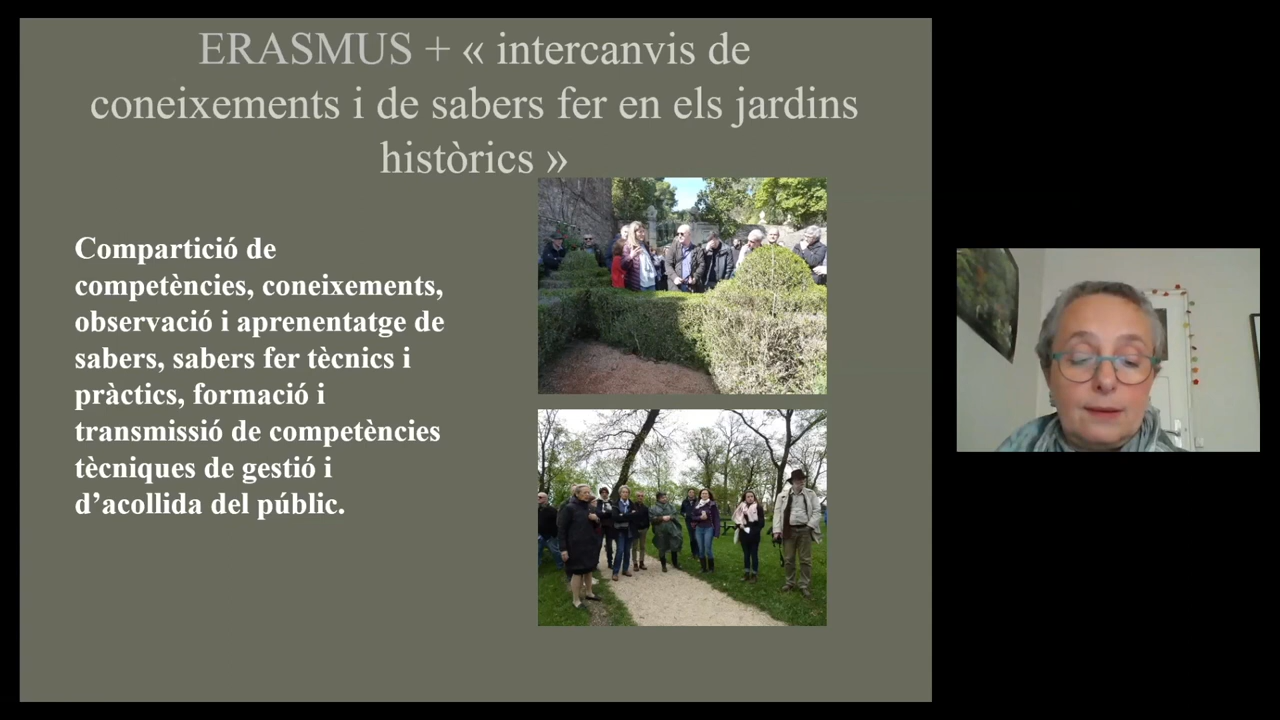 ERASMUS + « intercanvis de
coneixements i de sabers fer en els jardins
històrics »
Compartició de
competències, coneixements,
observació i aprenentatge de
sabers, sabers fer tècnics i
pràctics, formació i
transmissió de competències
tècniques de gestió i
d’acollida del públic.